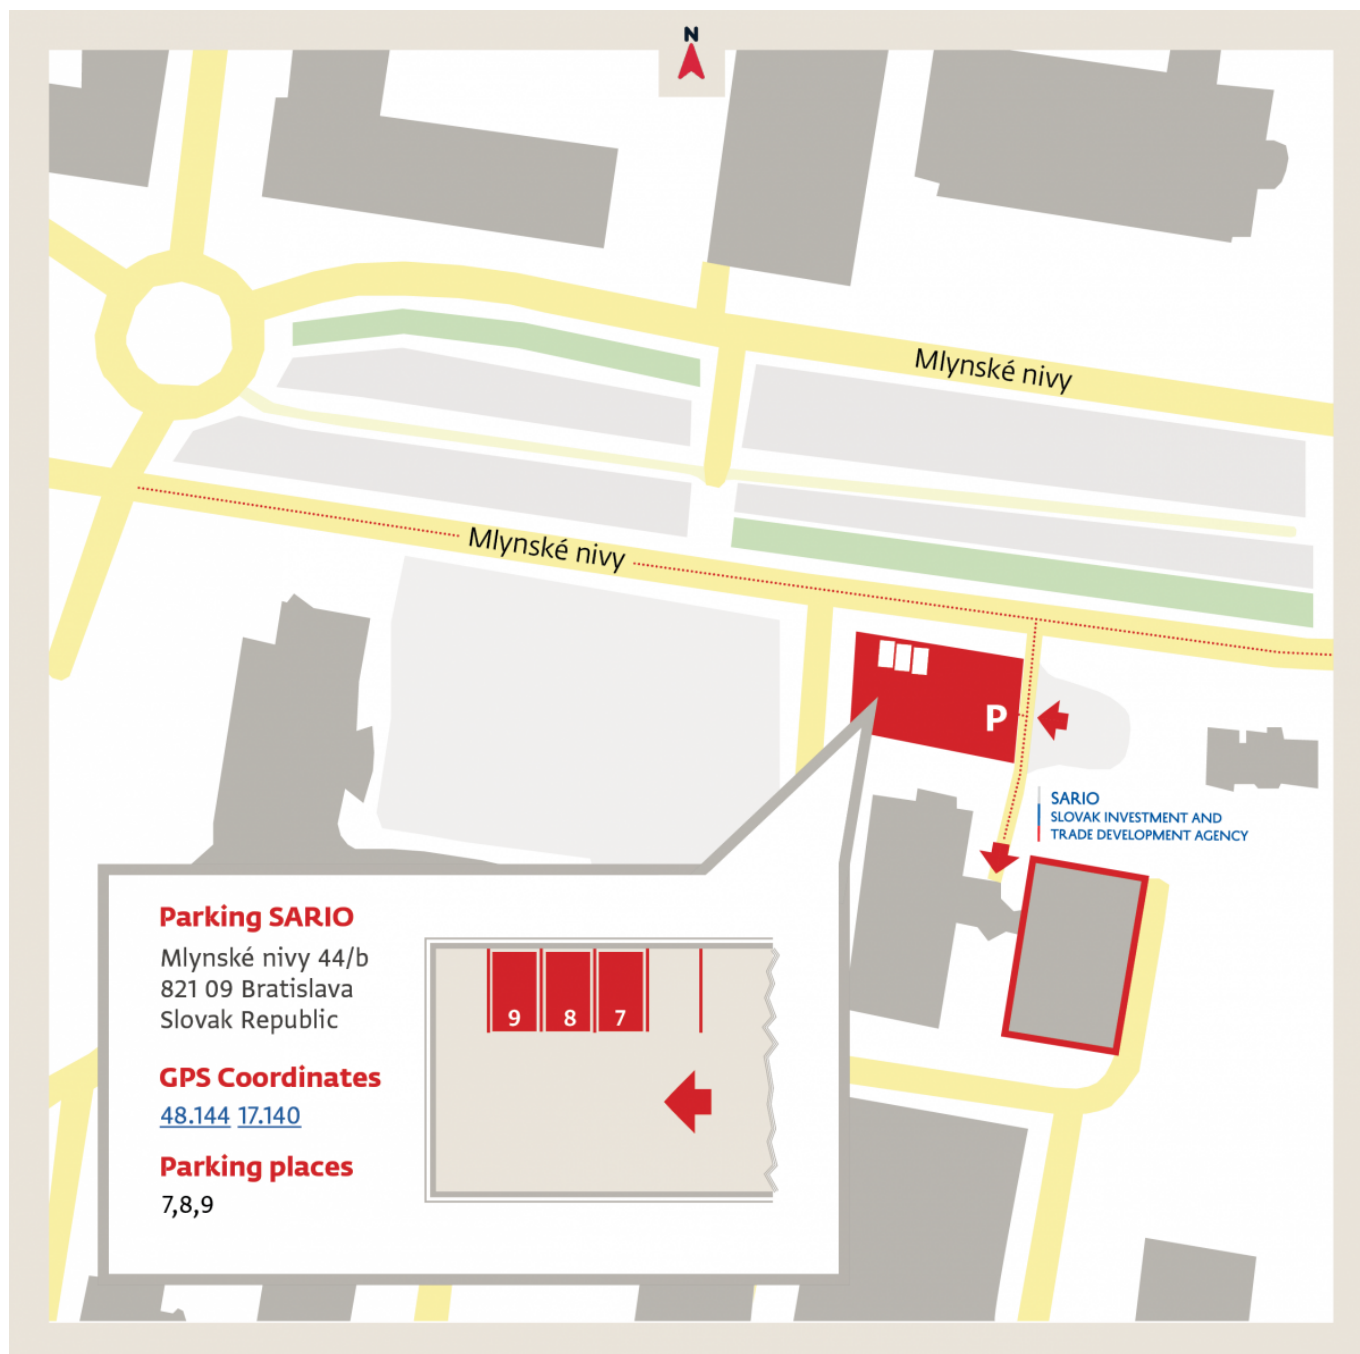 N
Mlynské nivy
Mlynské nivy
P
SARIO
SLOVAK INVESTMENT AND
TRADE DEVELOPMENT AGENCY
Parking SARIO
Mlynské nivy 44/b
821 09 Bratislava
Slovak Republic
GPS Coordinates
48.144 17.140
Parking places
7,8,9
9 8 7